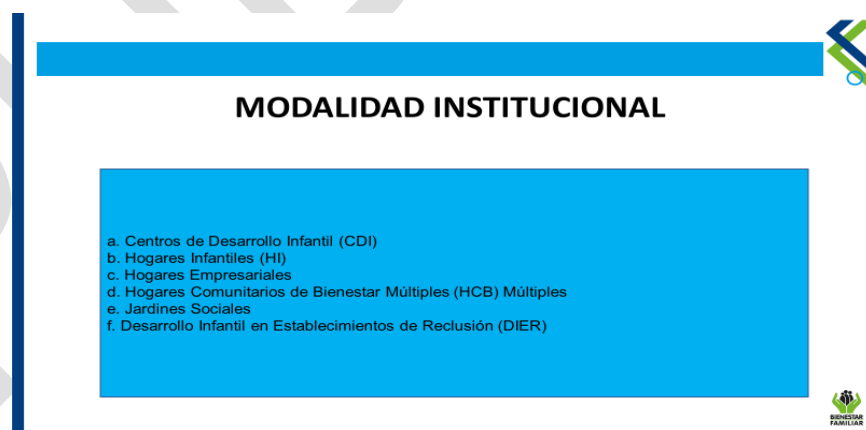 MODALIDAD INSTITUCIONAL
a. Centros de Desarrollo Infantil (CDI)
b. Hogares Infantiles (HI)
c. Hogares Empresariales
d. Hogares Comunitarios de Bienestar Múltiples (HCB) Múltiples
e. Jardines Sociales
f. Desarrollo Infantil en Establecimientos de Reclusión (DIER)
BIENESTAR
FAMILIAR